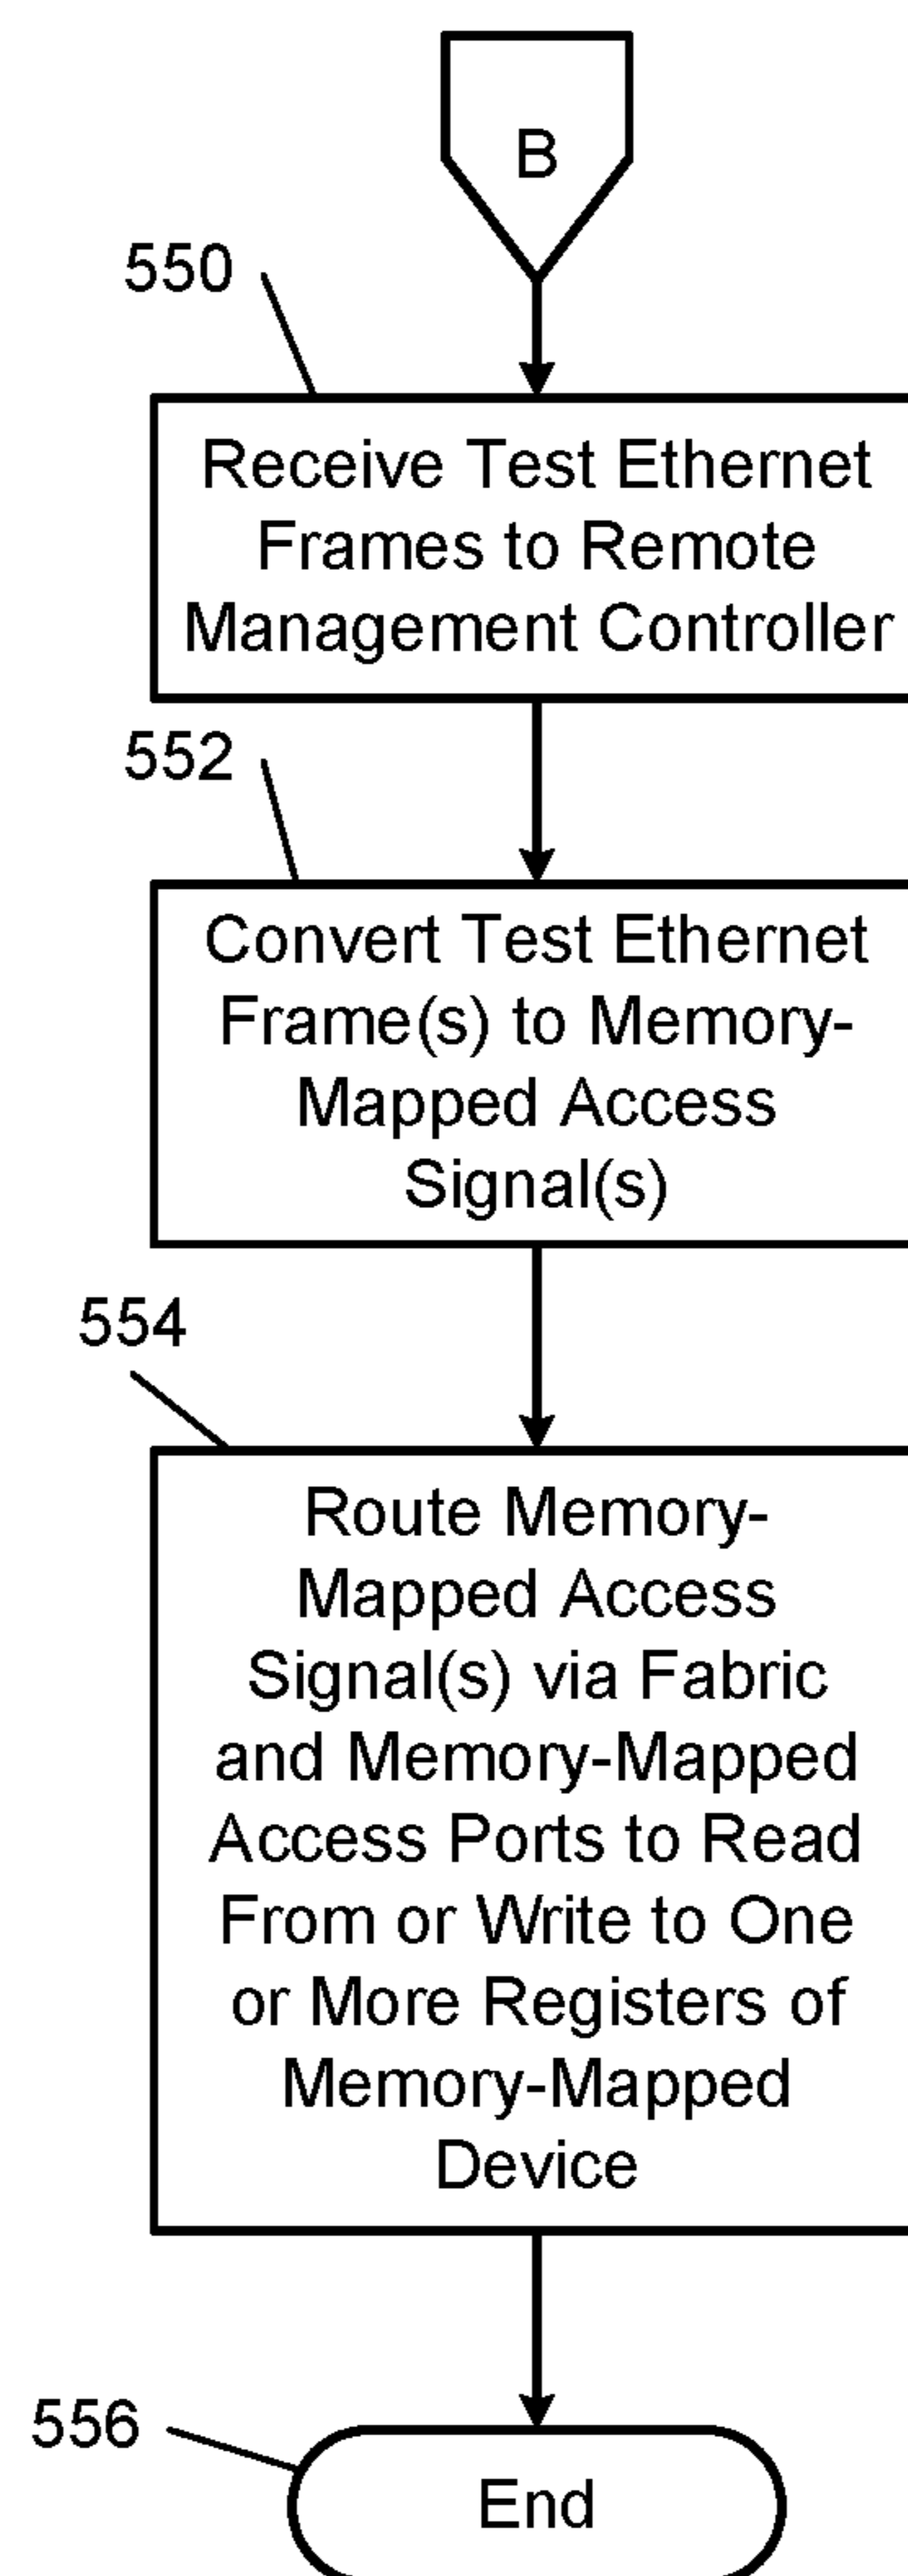 B
550
Receive Test Ethernet
Frames to Remote
Management Controller
552
Convert Test Ethernet
Frame(s) to Memory-
Mapped Access
Signal(s)
554
Route Memory-
Mapped Access
Signal(s) via Fabric
and Memory-Mapped
Access Ports to Read
From or Write to One
or More Registers of
Memory-Mapped
Device
556
End